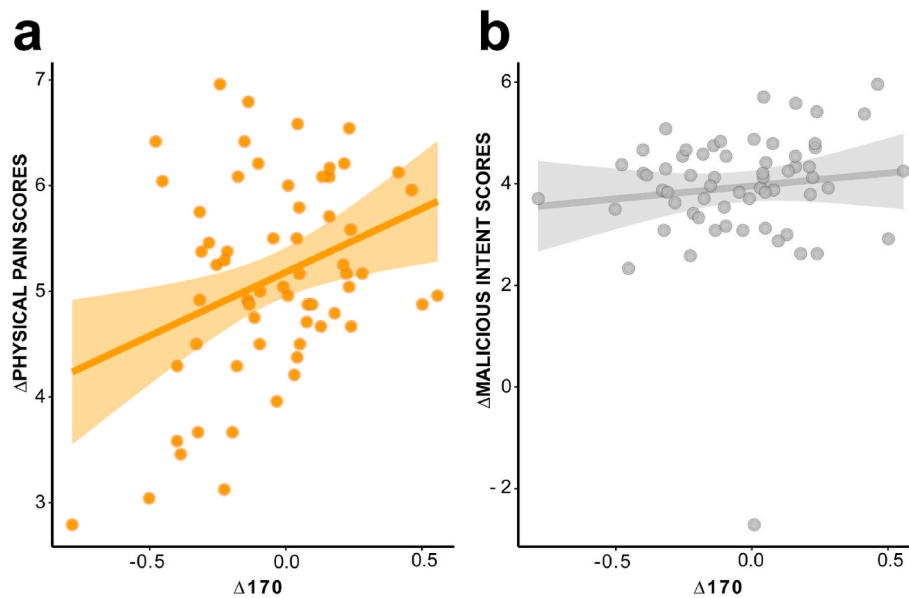 a
ΔPHYSICAL PAIN SCORES
7
6
5
4
3
-0.5
0.0
0.5
Δ170
b
ΔMALICIOUS INTENT SCORES
6
4
2
0
- 2
-0.5
0.0
0.5
Δ170